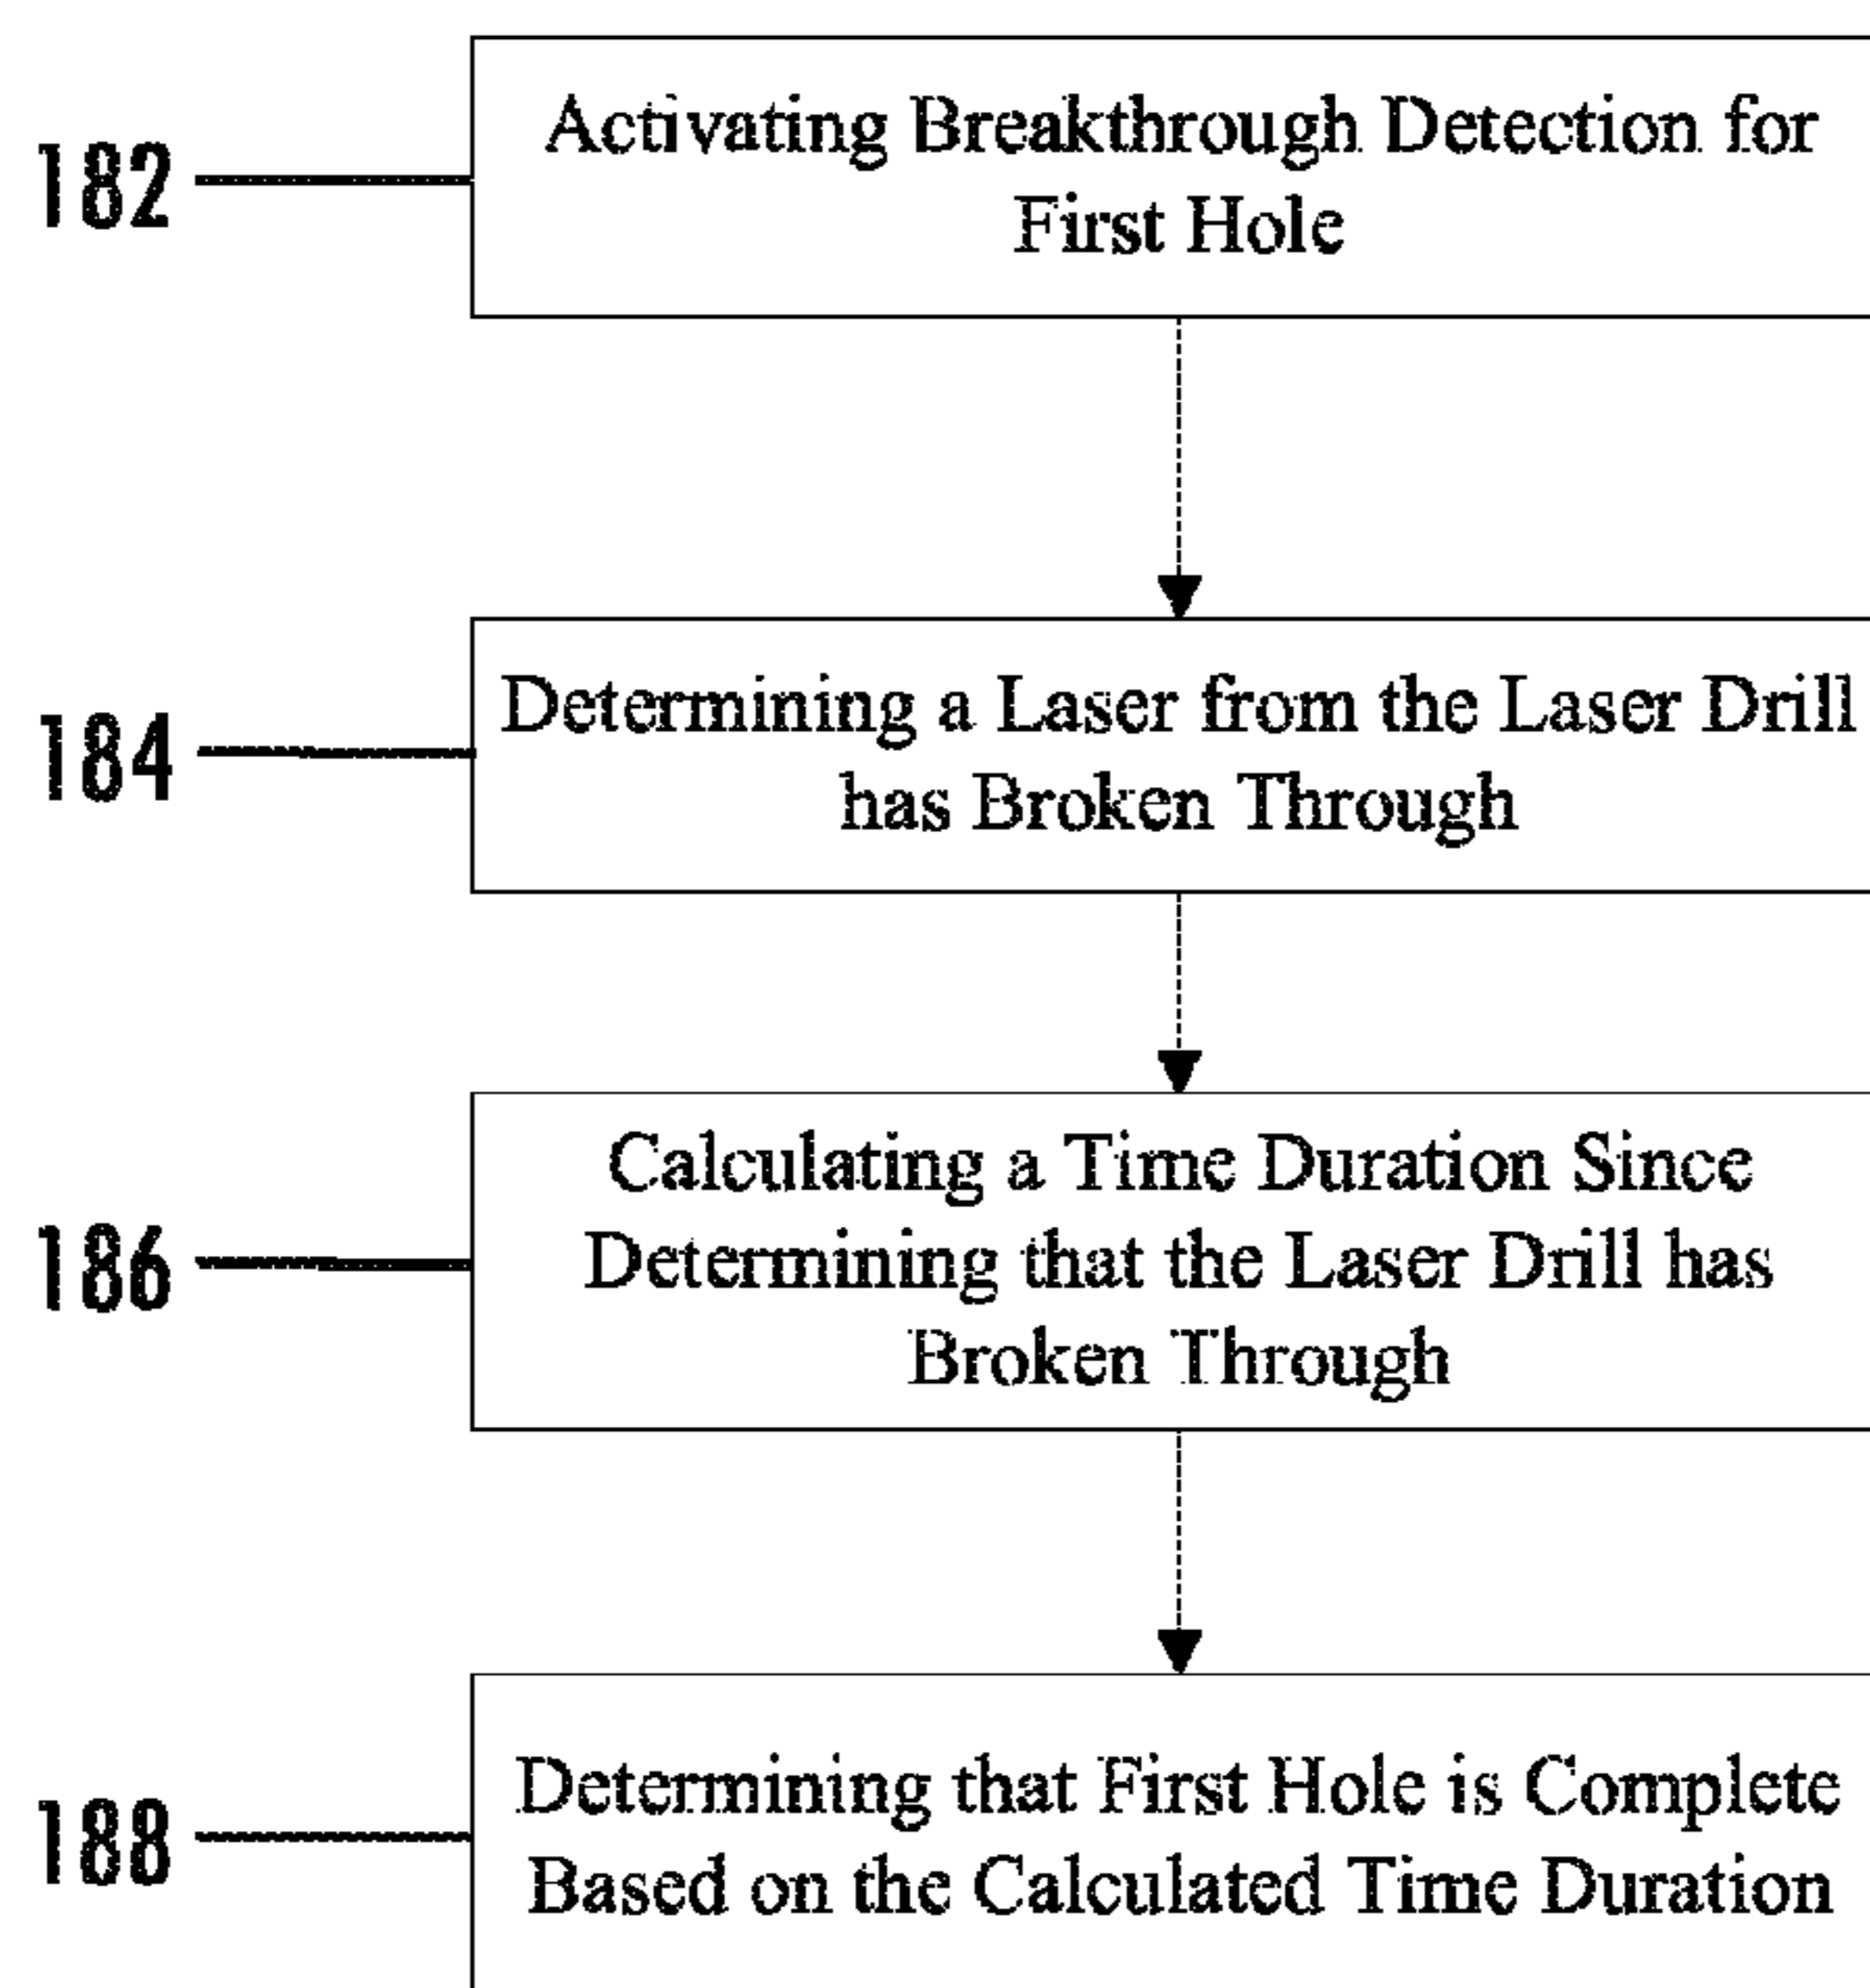 182
Activating Breakthrough Detection for
First Hole
184
Determining a Laser from the Laser Drill
has Broken Through
186
Calculating a Time Duration Since
Determining that the Laser Drill has
Broken Through
188
Determining that First Hole is Complete
Based on the Calculated Time Duration